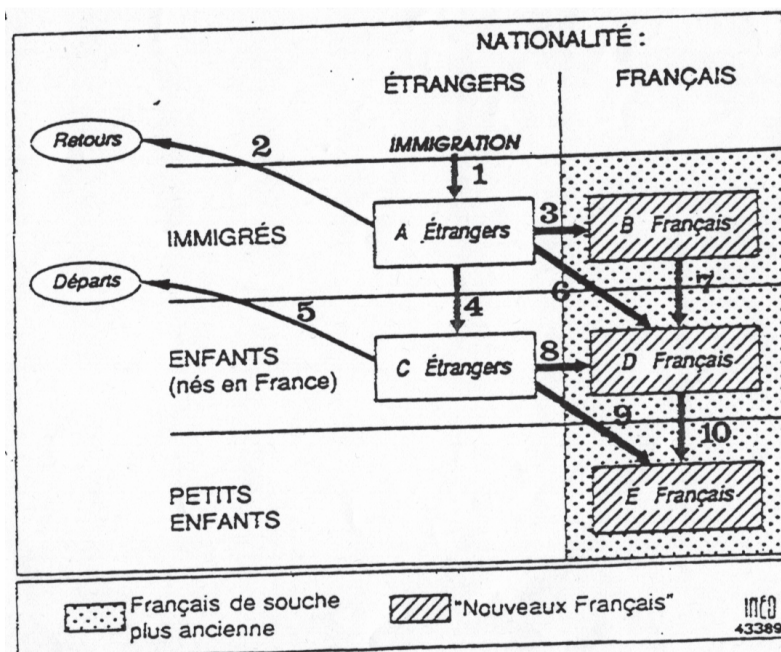 NATIONALITÉ :
ÉTRANGERS
FRANÇAIS
Retours
2
IMMIGRATION
1
IMMIGRÉS
A Étrangers
3
B Français
Départs
5
4
6
7
ENFANTS
(nés en France)
C Étrangers
8
D Français
9
10
PETITS
ENFANTS
E Français
Français de souche
plus ancienne
"Nouveaux Français"
INED
43389